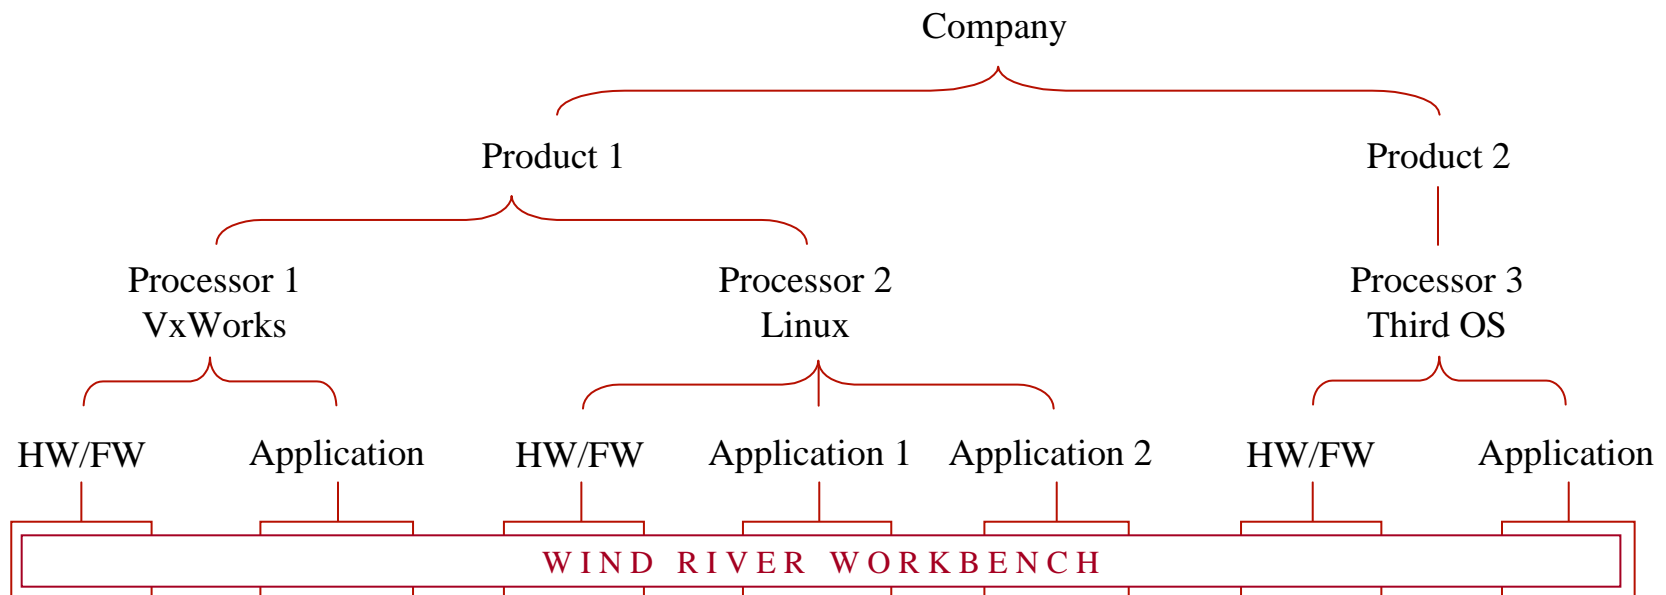 Company
Product 1
Product 2
Processor 1
VxWorks
Processor 2
Linux
Processor 3
Third OS
HW/FW
Application
HW/FW
Application 1
Application 2
HW/FW
Application
WIND RIVER WORKBENCH